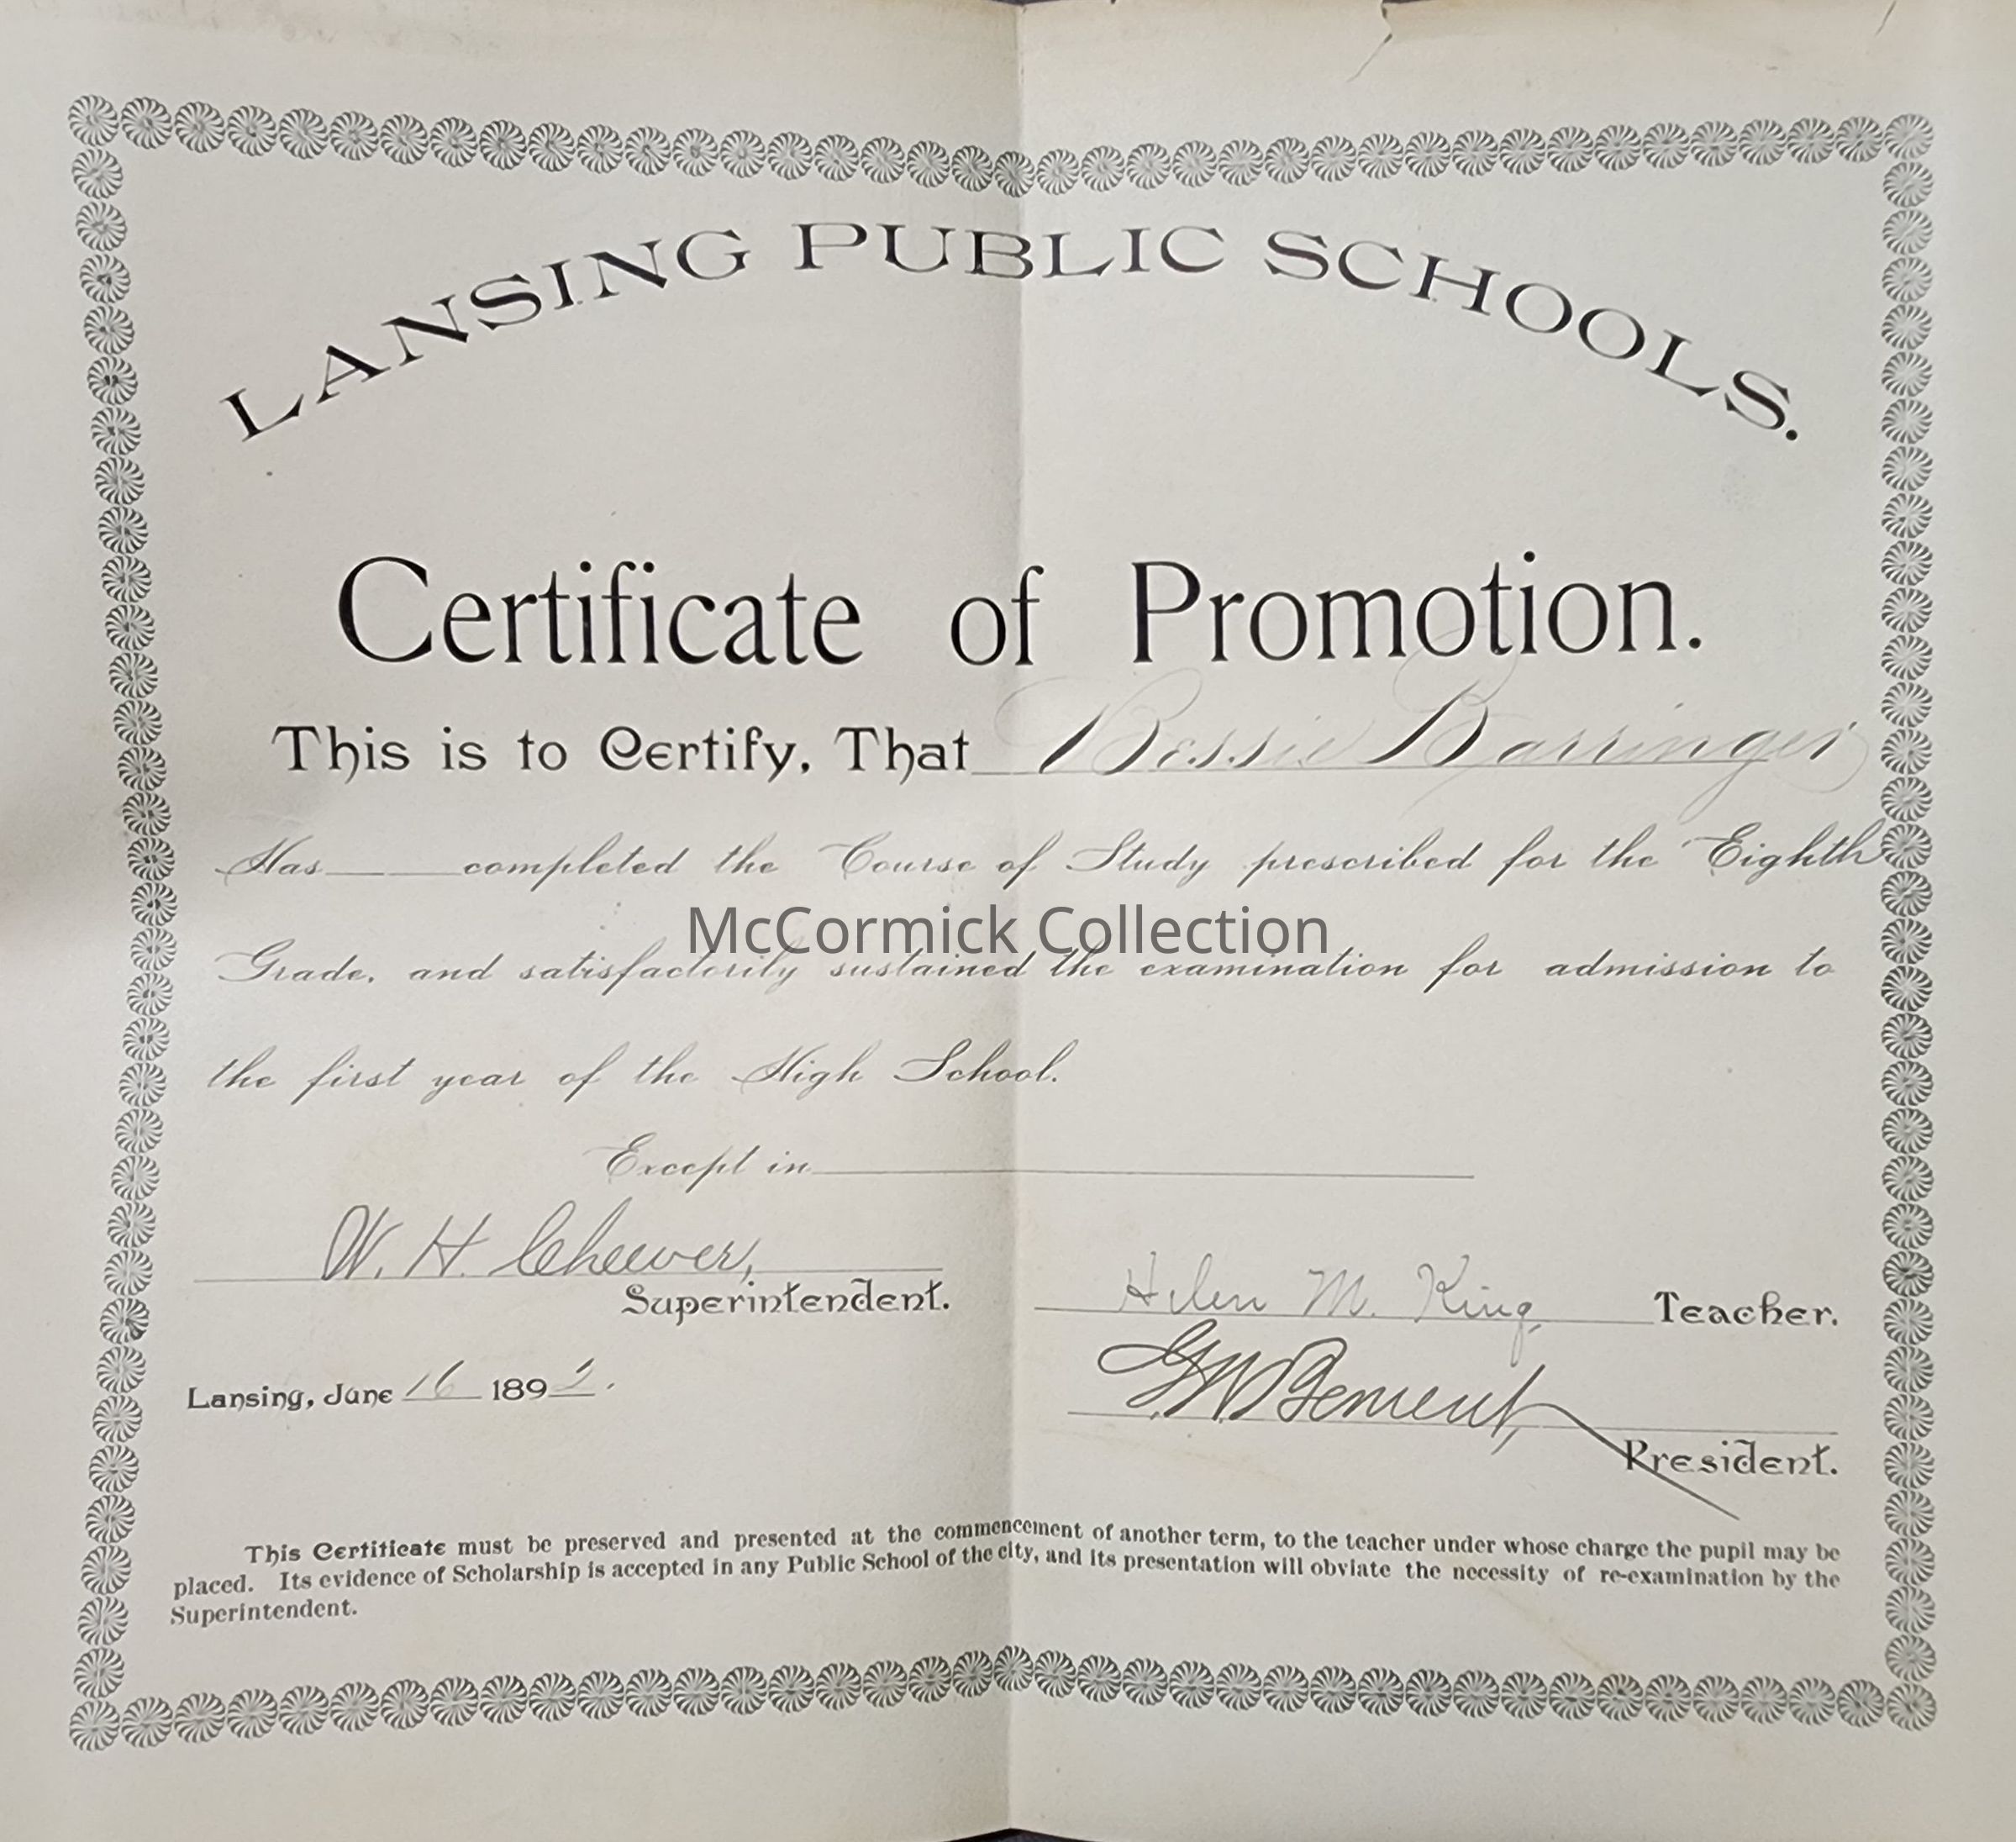 LANSING PUBLIC SCHOOLS.
Certificate of Promotion.
This is to Certify, That Bessie Barringer
Has completed the Course of Study prescribed for the Eighth
McCormick Collection
Grade, and satisfactorily sustained the examination for admission to
the first year of the High School.
Except in
W. H. Cheever,
Superintendent.
Helen M. King, Teacher.
Lansing, June 16 1892.
President.
This Certificate must be preserved and presented at the commencement of another term, to the teacher under whose charge the pupil may be
placed. Its evidence of Scholarship is accepted in any Public School of the city, and its presentation will obviate the necessity of re-examination by the
Superintendent.